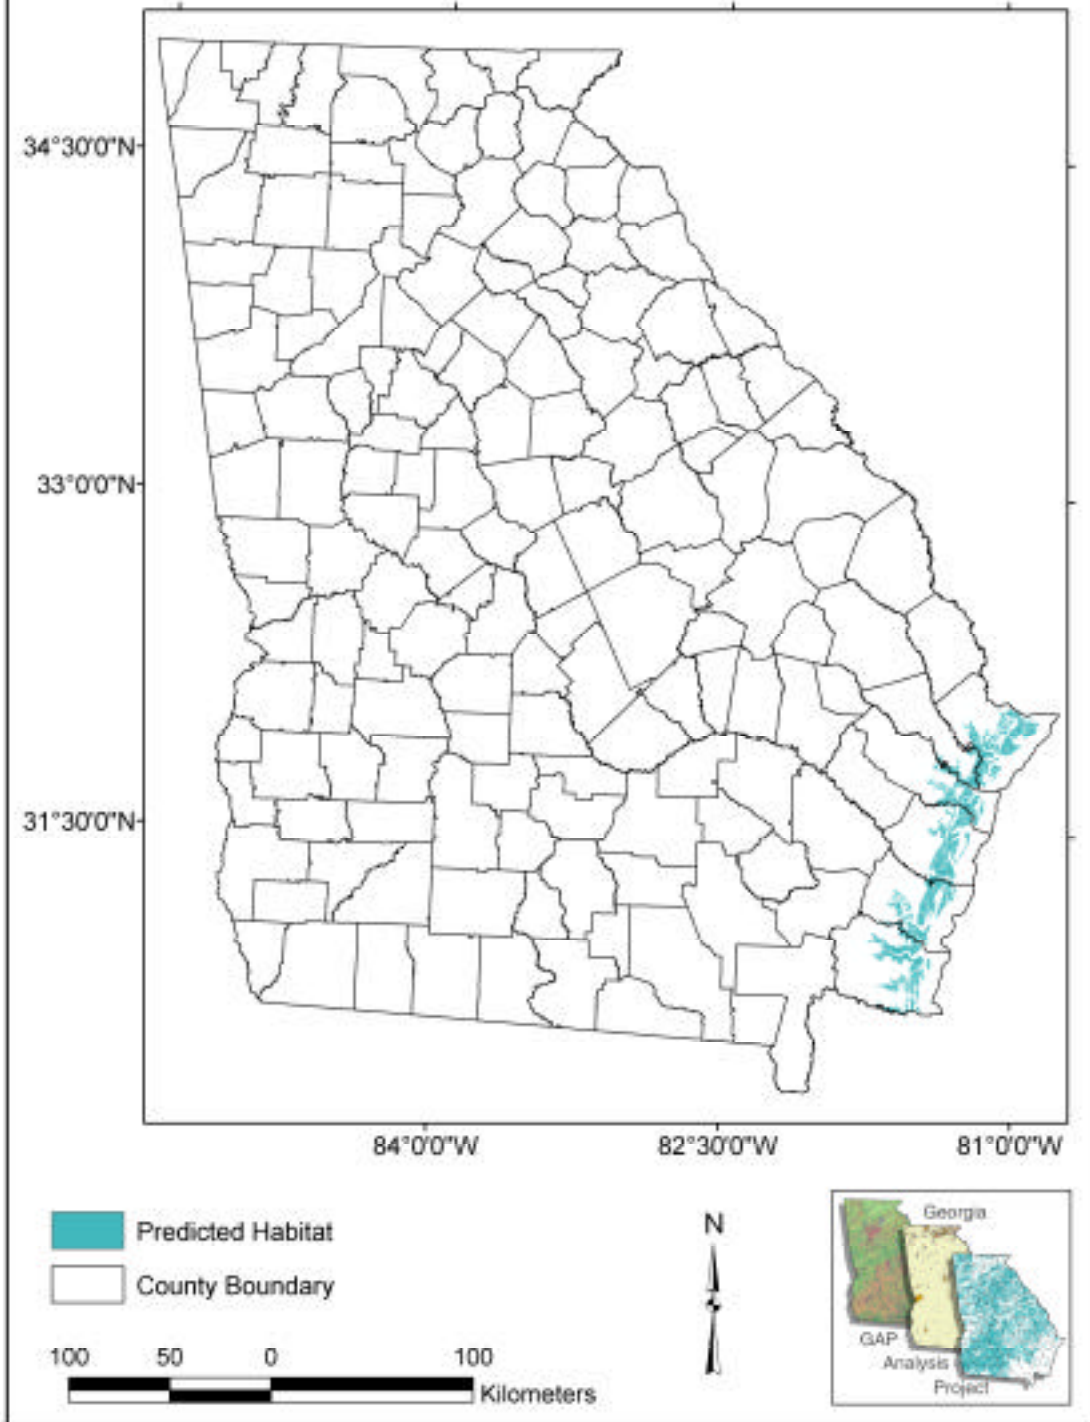 34°30'0"N
33°0'0"N
31°30'0"N
84°0'0"W 82°30'0"W 81°0'0"W
Predicted Habitat
County Boundary
N
100 50 0 100
Kilometers
Georgia
GAP
Analysis
Project